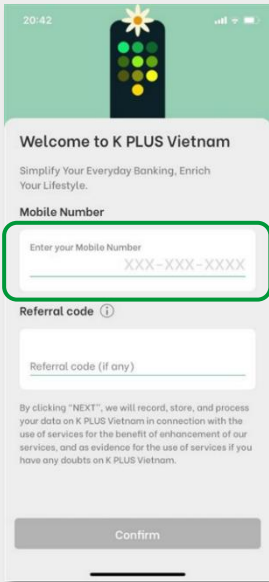 20:42
Welcome to K PLUS Vietnam
Simplify Your Everyday Banking, Enrich
Your Lifestyle.
Mobile Number
Enter your Mobile Number
XXX-XXX-XXXX
Referral code
Referral code (if any)
By clicking "NEXT", we will record, store, and process
your data on K PLUS Vietnam in connection with the
use of services for the benefit of enhancement of our
services, and as evidence for the use of services if you
have any doubts on K PLUS Vietnam.
Confirm